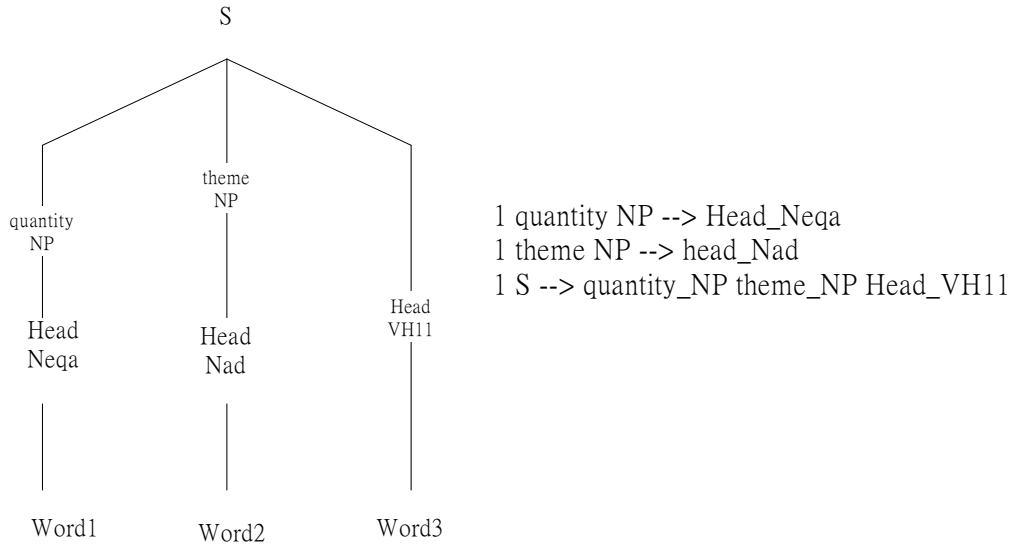 S
theme
NP
quantity
NP
1 quantity NP --> Head_Neqa
1 theme NP --> head_Nad
1 S --> quantity_NP theme_NP Head_VH11
Head
VH11
Head
Neqa
Head
Nad
Word1
Word2
Word3